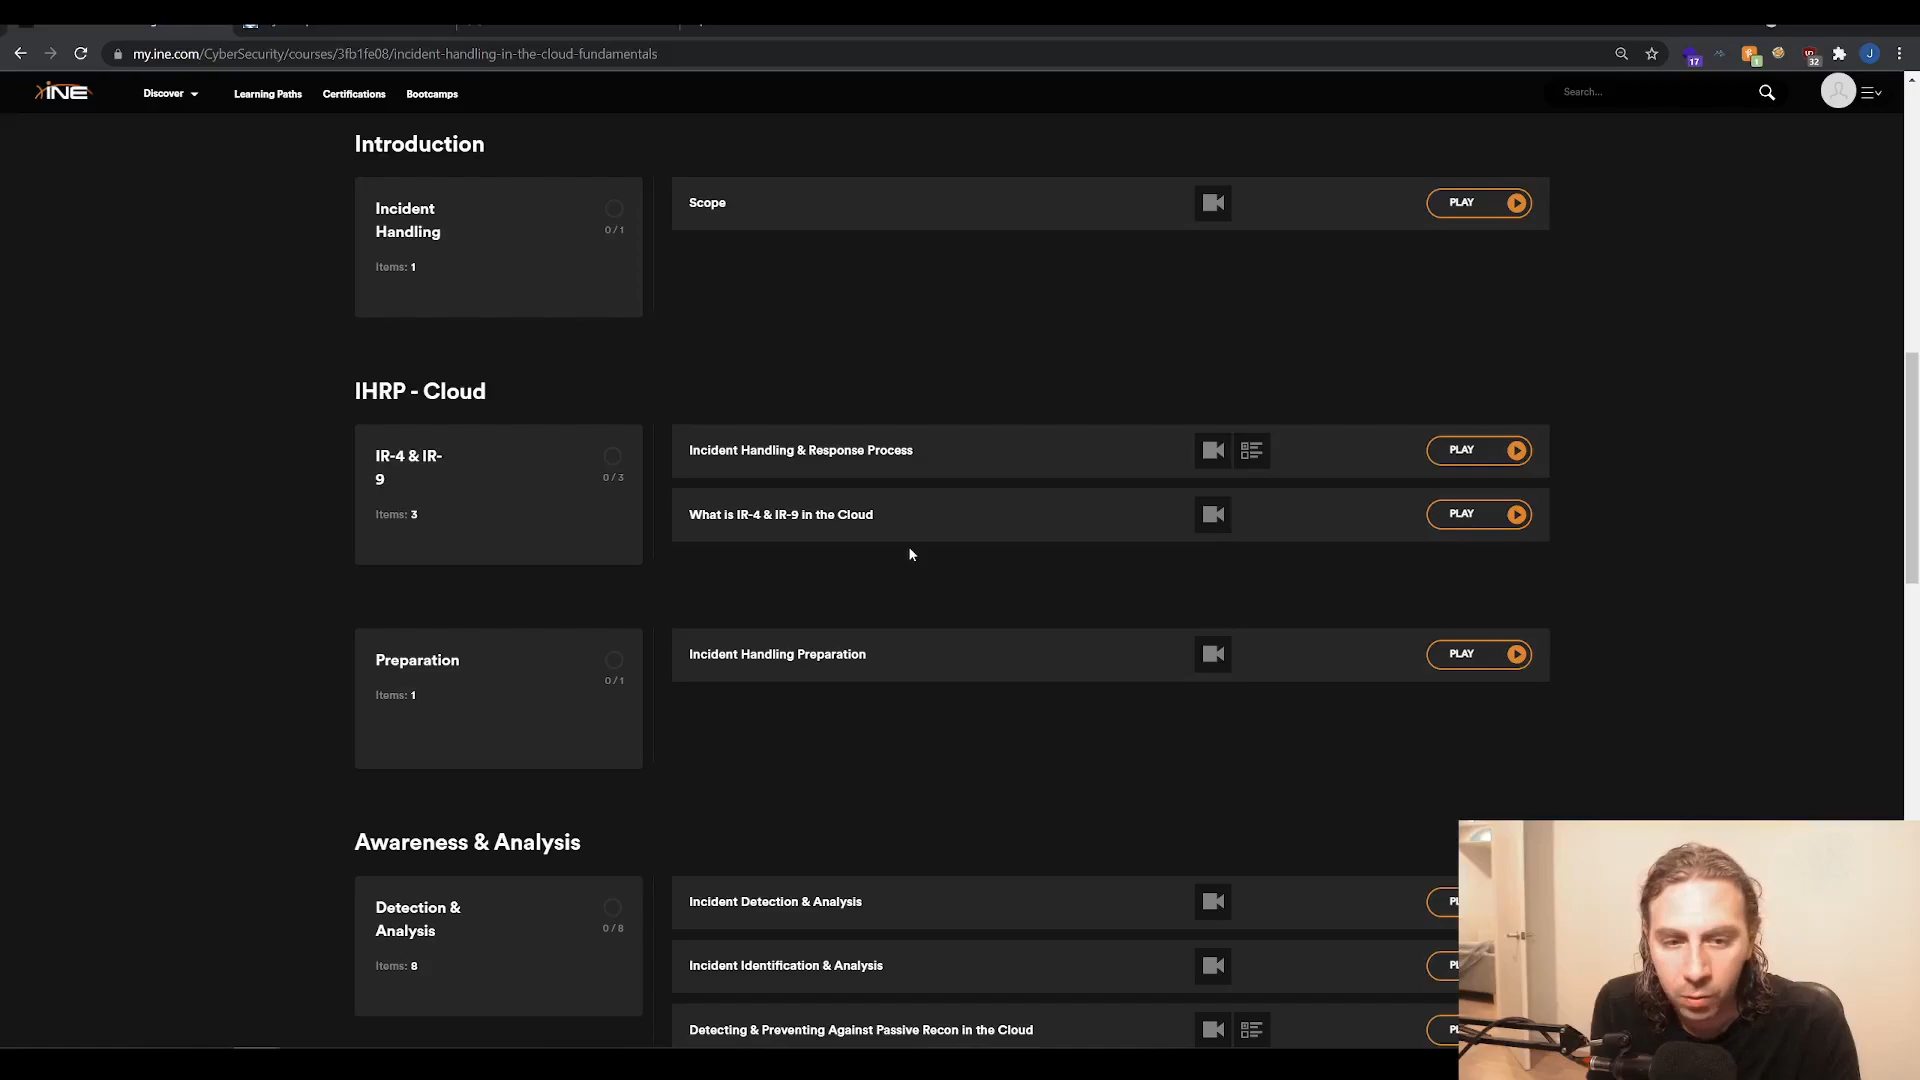 my.ine.com/CyberSecurity/courses/3fb1fe08/incident-handling-in-the-cloud-fundamentals
17
1
32
J
INE
Discover
Learning Paths
Certifications
Bootcamps
Search...
Introduction
Incident
Handling
0 / 1
Items: 1
Scope
PLAY
IHRP - Cloud
IR-4 & IR-
9
0 / 3
Items: 3
Incident Handling & Response Process
PLAY
What is IR-4 & IR-9 in the Cloud
PLAY
Preparation
0 / 1
Items: 1
Incident Handling Preparation
PLAY
Awareness & Analysis
Detection &
Analysis
0 / 8
Items: 8
Incident Detection & Analysis
Incident Identification & Analysis
Detecting & Preventing Against Passive Recon in the Cloud